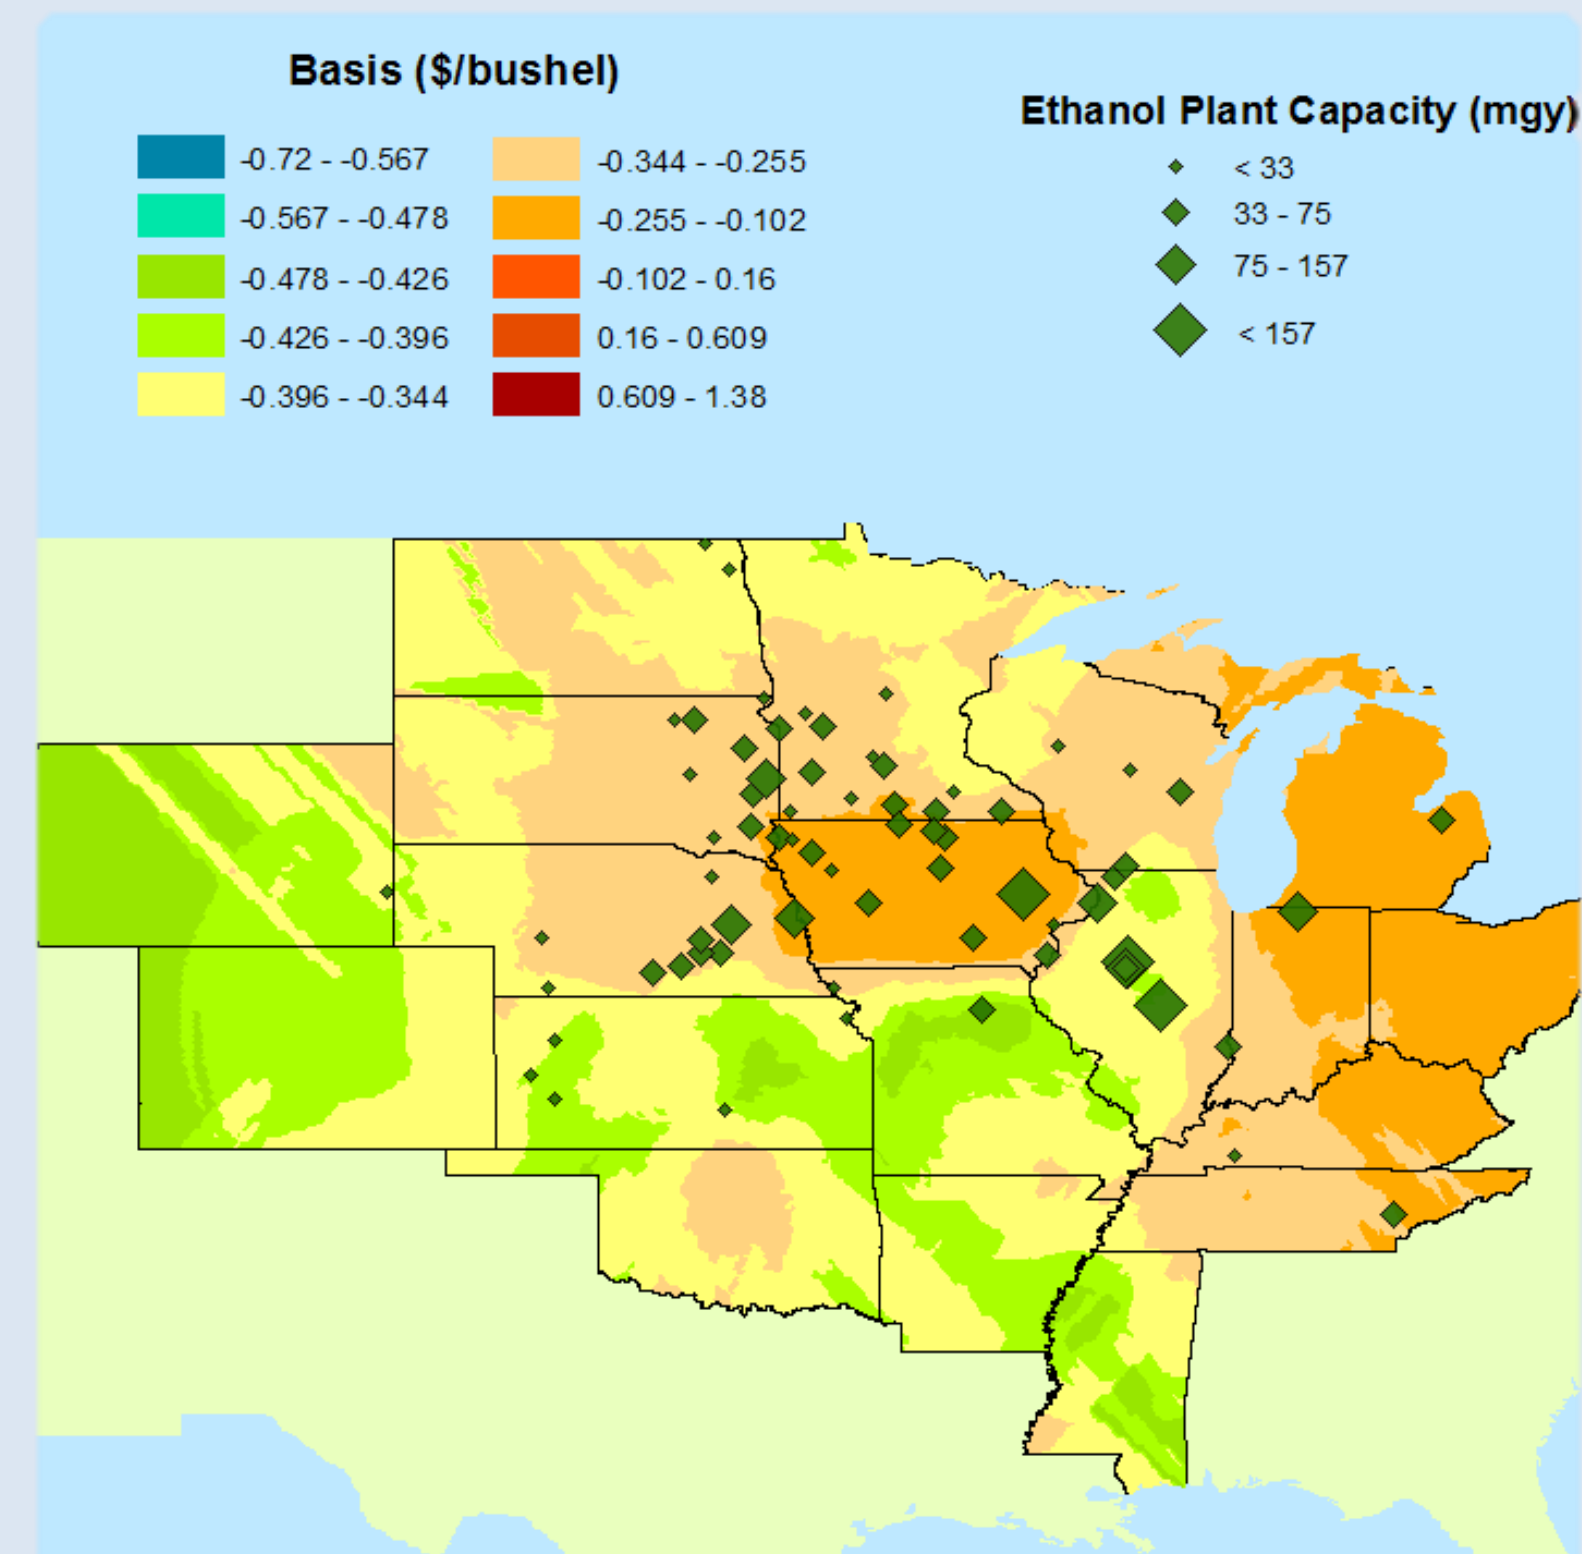 Basis ($/bushel)
-0.72 - -0.567
-0.567 - -0.478
-0.478 - -0.426
-0.426 - -0.396
-0.396 - -0.344
-0.344 - -0.255
-0.255 - -0.102
-0.102 - 0.16
0.16 - 0.609
0.609 - 1.38
Ethanol Plant Capacity (mgy)
< 33
33 - 75
75 - 157
< 157